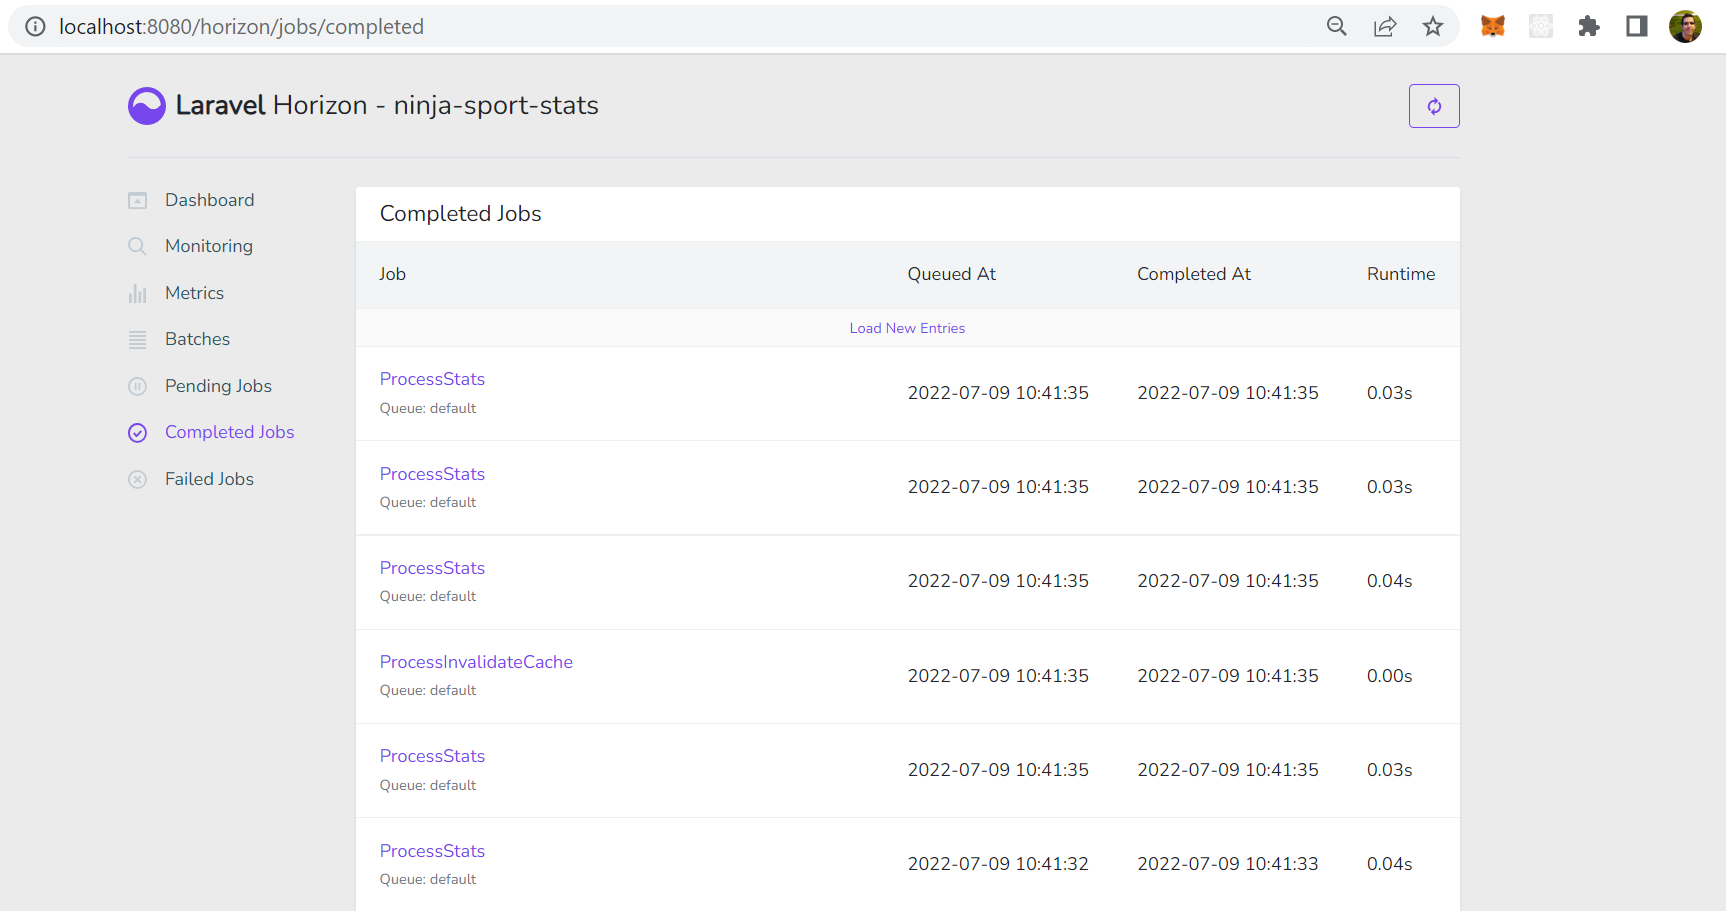 localhost:8080/horizon/jobs/completed
Laravel Horizon - ninja-sport-stats
Dashboard
Monitoring
Metrics
Batches
Pending Jobs
Completed Jobs
Failed Jobs
Completed Jobs
Job Queued At Completed At Runtime
Load New Entries
ProcessStats
Queue: default
2022-07-09 10:41:35 2022-07-09 10:41:35 0.03s
ProcessStats
Queue: default
2022-07-09 10:41:35 2022-07-09 10:41:35 0.03s
ProcessStats
Queue: default
2022-07-09 10:41:35 2022-07-09 10:41:35 0.04s
ProcessInvalidateCache
Queue: default
2022-07-09 10:41:35 2022-07-09 10:41:35 0.00s
ProcessStats
Queue: default
2022-07-09 10:41:35 2022-07-09 10:41:35 0.03s
ProcessStats
Queue: default
2022-07-09 10:41:32 2022-07-09 10:41:33 0.04s